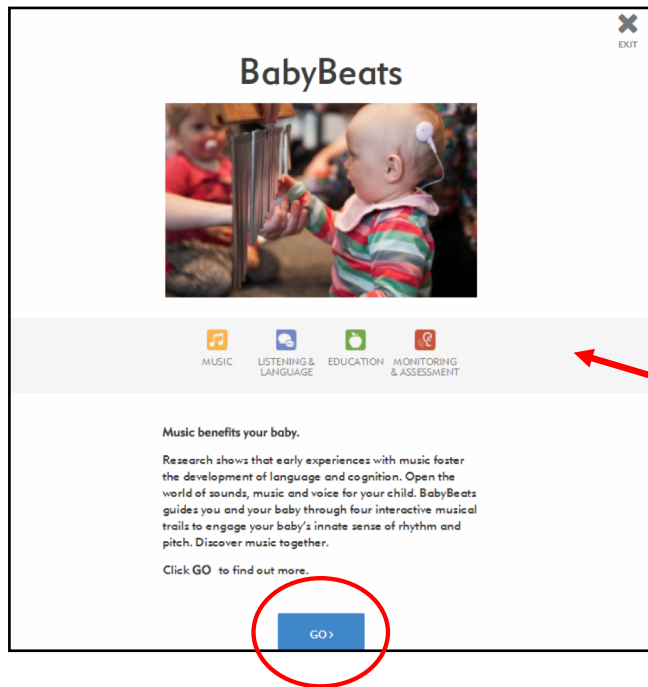 EXIT
BabyBeats
MUSIC
LISTENING &
LANGUAGE
EDUCATION
MONITORING
& ASSESSMENT
Music benefits your baby.
Research shows that early experiences with music foster
the development of language and cognition. Open the
world of sounds, music and voice for your child. BabyBeats
guides you and your baby through four interactive musical
trails to engage your baby's innate sense of rhythm and
pitch. Discover music together.
Click GO to find out more.
GO >